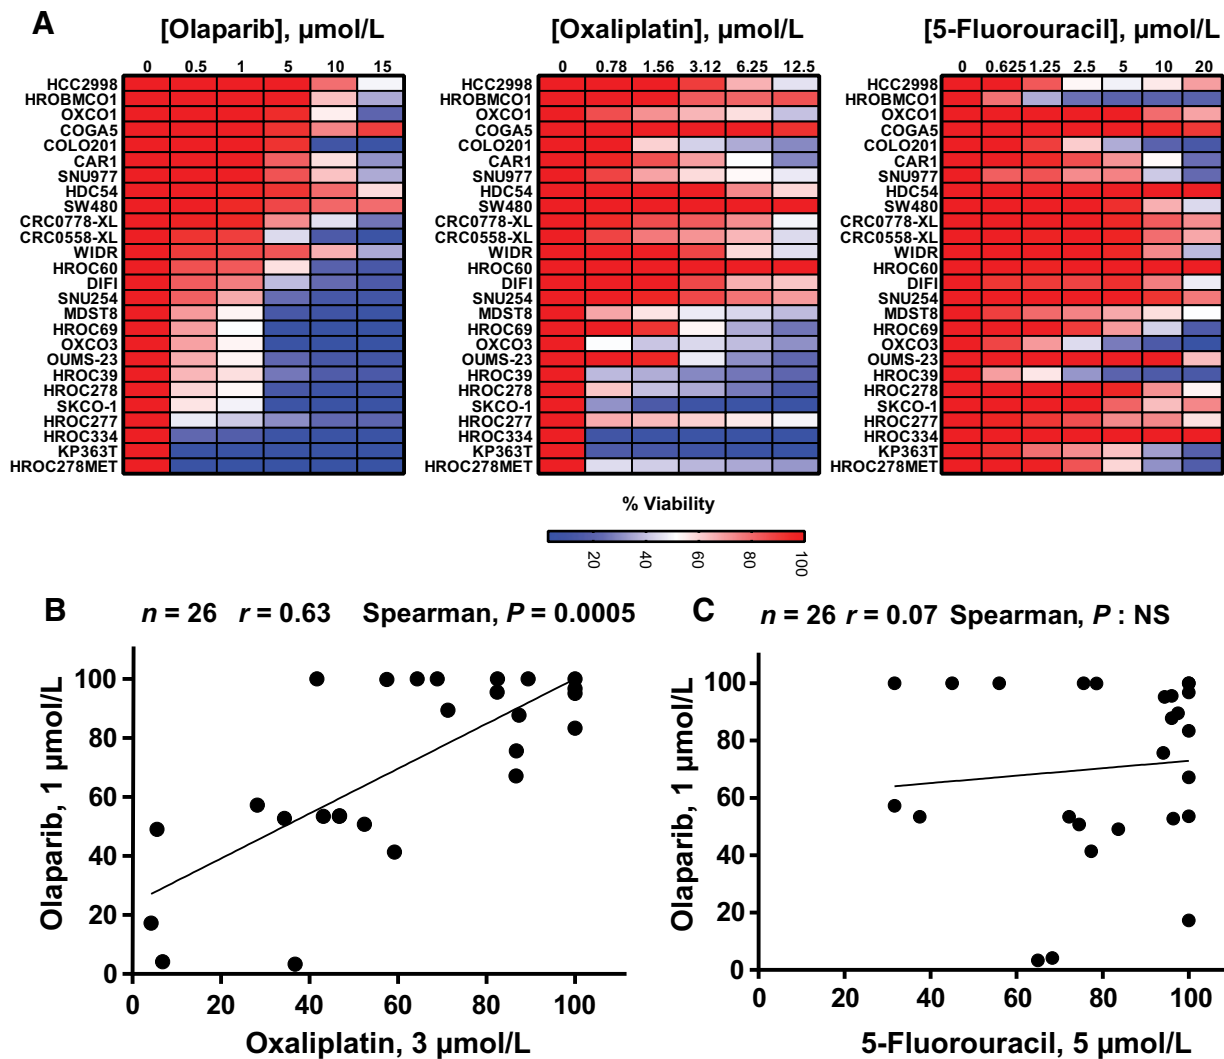 A
[Olaparib], µmol/L
[Oxaliplatin], µmol/L
[5-Fluorouracil], µmol/L
0 0.5 1 5 10 15
0 0.78 1.56 3.12 6.25 12.5
0 0.625 1.25 2.5 5 10 20
HCC2998 HCC2998 HCC2998
HROBMCO1 HROBMCO1 HROBMCO1
OXCO1 OXCO1 OXCO1
COGA5 COGA5 COGA5
COLO201 COLO201 COLO201
CAR1 CAR1 CAR1
SNU977 SNU977 SNU977
HDC54 HDC54 HDC54
SW480 SW480 SW480
CRC0778-XL CRC0778-XL CRC0778-XL
CRC0558-XL CRC0558-XL CRC0558-XL
WIDR WIDR WIDR
HROC60 HROC60 HROC60
DIFI DIFI DIFI
SNU254 SNU254 SNU254
MDST8 MDST8 MDST8
HROC69 HROC69 HROC69
OXCO3 OXCO3 OXCO3
OUMS-23 OUMS-23 OUMS-23
HROC39 HROC39 HROC39
HROC278 HROC278 HROC278
SKCO-1 SKCO-1 SKCO-1
HROC277 HROC277 HROC277
HROC334 HROC334 HROC334
KP363T KP363T KP363T
HROC278MET HROC278MET HROC278MET
% Viability
20 40 60 80 100
B
n = 26 r = 0.63 Spearman, P = 0.0005
Olaparib, 1 µmol/L
100
80
60
40
20
0
0 20 40 60 80 100
Oxaliplatin, 3 µmol/L
C
n = 26 r = 0.07 Spearman, P : NS
Olaparib, 1 µmol/L
100
80
60
40
20
0
0 20 40 60 80 100
5-Fluorouracil, 5 µmol/L